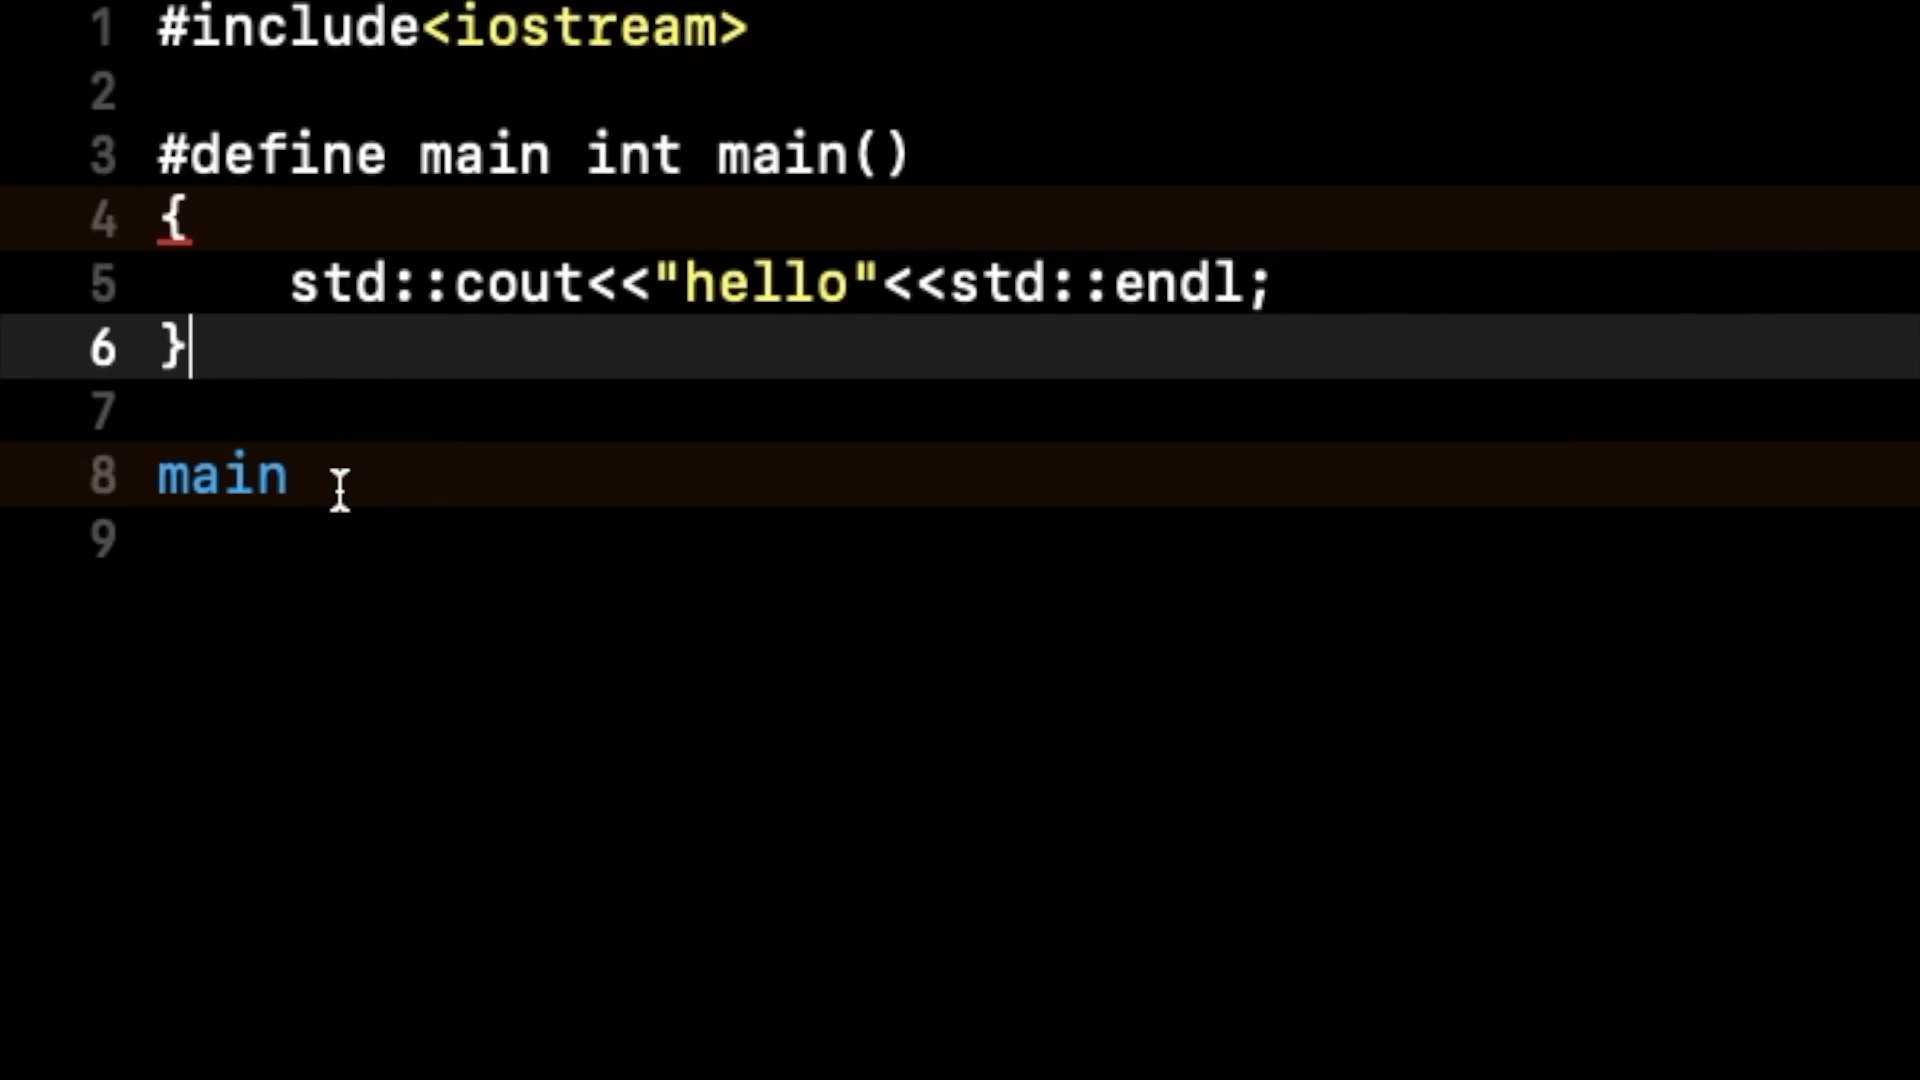 1 #include<iostream>
2
3 #define main int main()
4 {
5     std::cout<<"hello"<<std::endl;
6 }
7
8 main
9